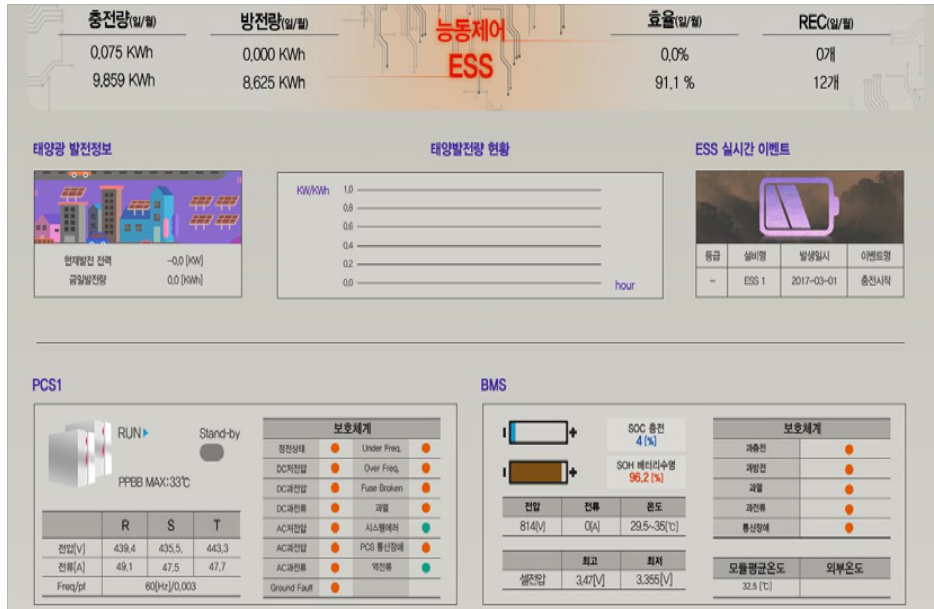 충전량(일/월) 방전량(일/월) 능동제어 효율(일/월) REC(일/월)
0.075 KWh 0.000 KWh ESS 0.0% 0개
9.859 KWh 8.625 KWh 91.1 % 12개
태양광 발전정보 태양발전량 현황 ESS 실시간 이벤트
KW/KWh 1.0
0.8
0.6
0.4
0.2
0.0
hour
현재발전 전력 -0.0 [KW]
금일발전량 0.0 [KWh]
등급 설비명 발생일시 이벤트명
- ESS 1 2017-03-01 충전시작
PCS1
RUN Stand-by
PPBB MAX:33℃
R S T
전압[V] 439.4 435.5. 443.3
전류[A] 49.1 47.5 47.7
Freq/pf 60[Hz]/0.003
보호체계
정전상태 Under Freq.
DC저전압 Over Freq.
DC과전압 Fuse Broken
DC과전류 과열
AC저전압 시스템에러
AC과전압 PCS 통신장애
AC과전류 역전류
Ground Fault
BMS
SOC 충전
4 [%]
SOH 배터리수명
96.2 [%]
전압 전류 온도
814[V] 0[A] 29.5~35[℃]
최고 최저
셀전압 3.47[V] 3.355[V]
보호체계
과충전
과방전
과열
과전류
통신장애
모듈평균온도 외부온도
32.5 [℃]